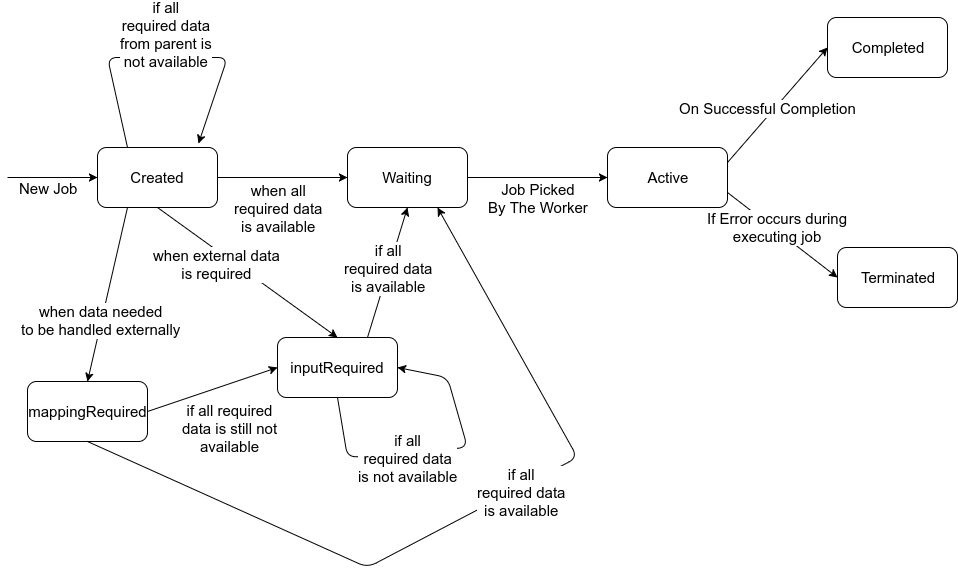 if all
required data
from parent is
not available
Completed
On Successful Completion
New Job
Created
when all
required data
is available
Waiting
Job Picked
By The Worker
Active
If Error occurs during
executing job
Terminated
when external data
is required
if all
required data
is available
when data needed
to be handled externally
inputRequired
mappingRequired
if all required
data is still not
available
if all
required data
is not available
if all
required data
is available